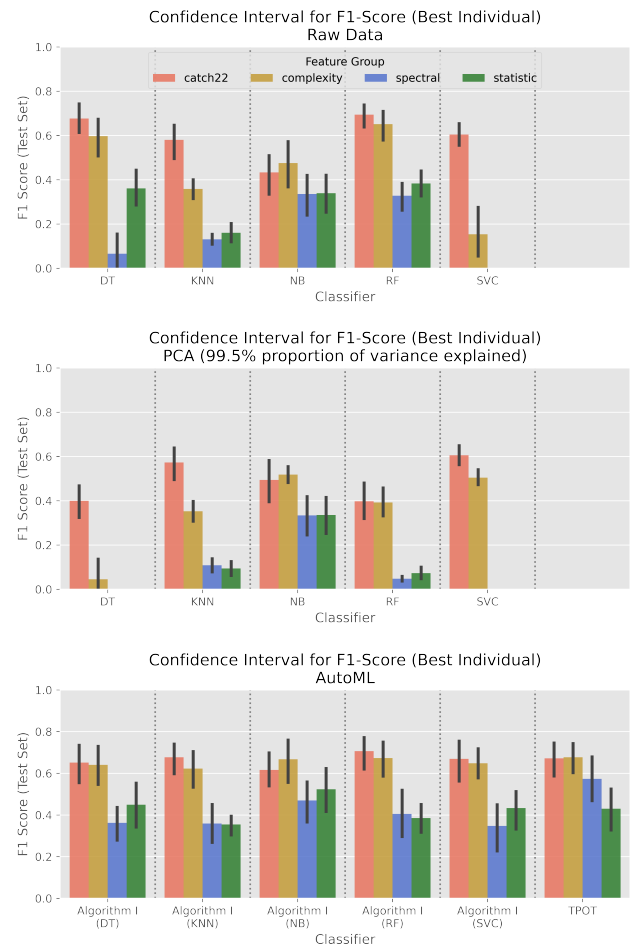 Confidence Interval for F1-Score (Best Individual)
Raw Data
1.0
0.8
0.6
0.4
0.2
0.0
F1 Score (Test Set)
Feature Group
catch22 complexity spectral statistic
DT KNN NB RF SVC
Classifier
Confidence Interval for F1-Score (Best Individual)
PCA (99.5% proportion of variance explained)
1.0
0.8
0.6
0.4
0.2
0.0
F1 Score (Test Set)
DT KNN NB RF SVC
Classifier
Confidence Interval for F1-Score (Best Individual)
AutoML
1.0
0.8
0.6
0.4
0.2
0.0
F1 Score (Test Set)
Algorithm I Algorithm I Algorithm I Algorithm I Algorithm I TPOT
(DT) (KNN) (NB) (RF) (SVC)
Classifier